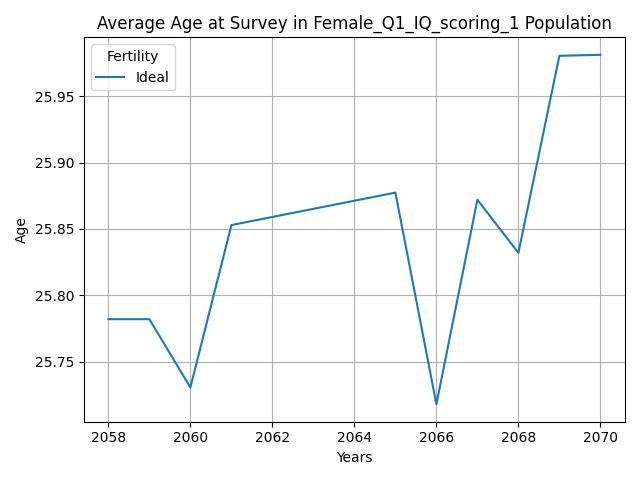 Average Age at Survey in Female_Q1_IQ_scoring_1 Population
Fertility
Ideal
25.95
25.90
25.85
25.80
25.75
Age
2058 2060 2062 2064 2066 2068 2070
Years